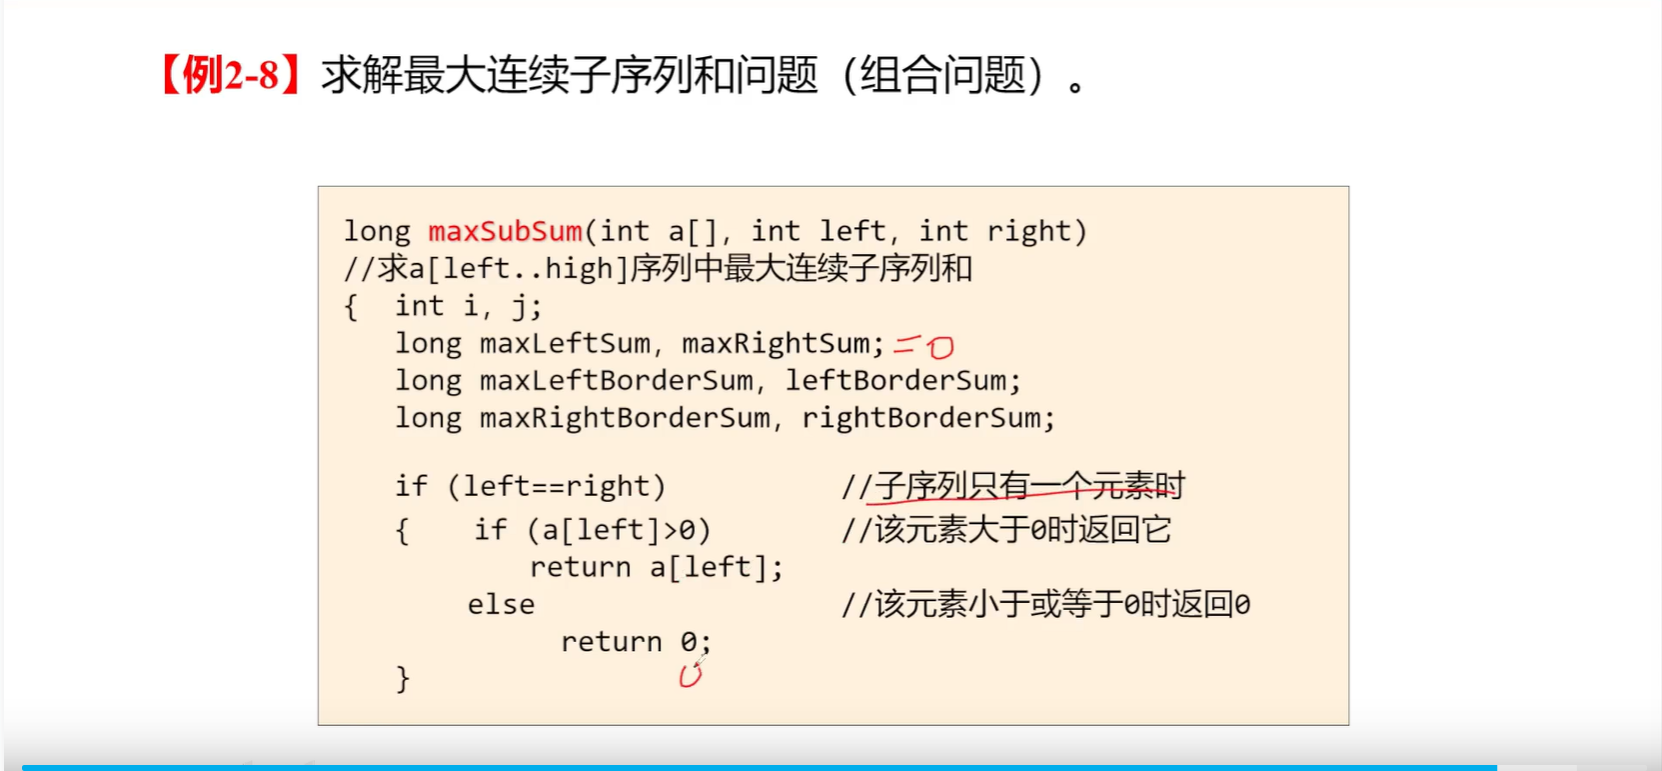 【例2-8】求解最大连续子序列和问题（组合问题）。
long maxSubSum(int a[], int left, int right)
//求a[left..high]序列中最大连续子序列和
{ int i, j;
long maxLeftSum, maxRightSum; =0
long maxLeftBorderSum, leftBorderSum;
long maxRightBorderSum, rightBorderSum;
if (left==right) //子序列只有一个元素时
{ if (a[left]>0) //该元素大于0时返回它
return a[left];
else //该元素小于或等于0时返回0
return 0;
} 0